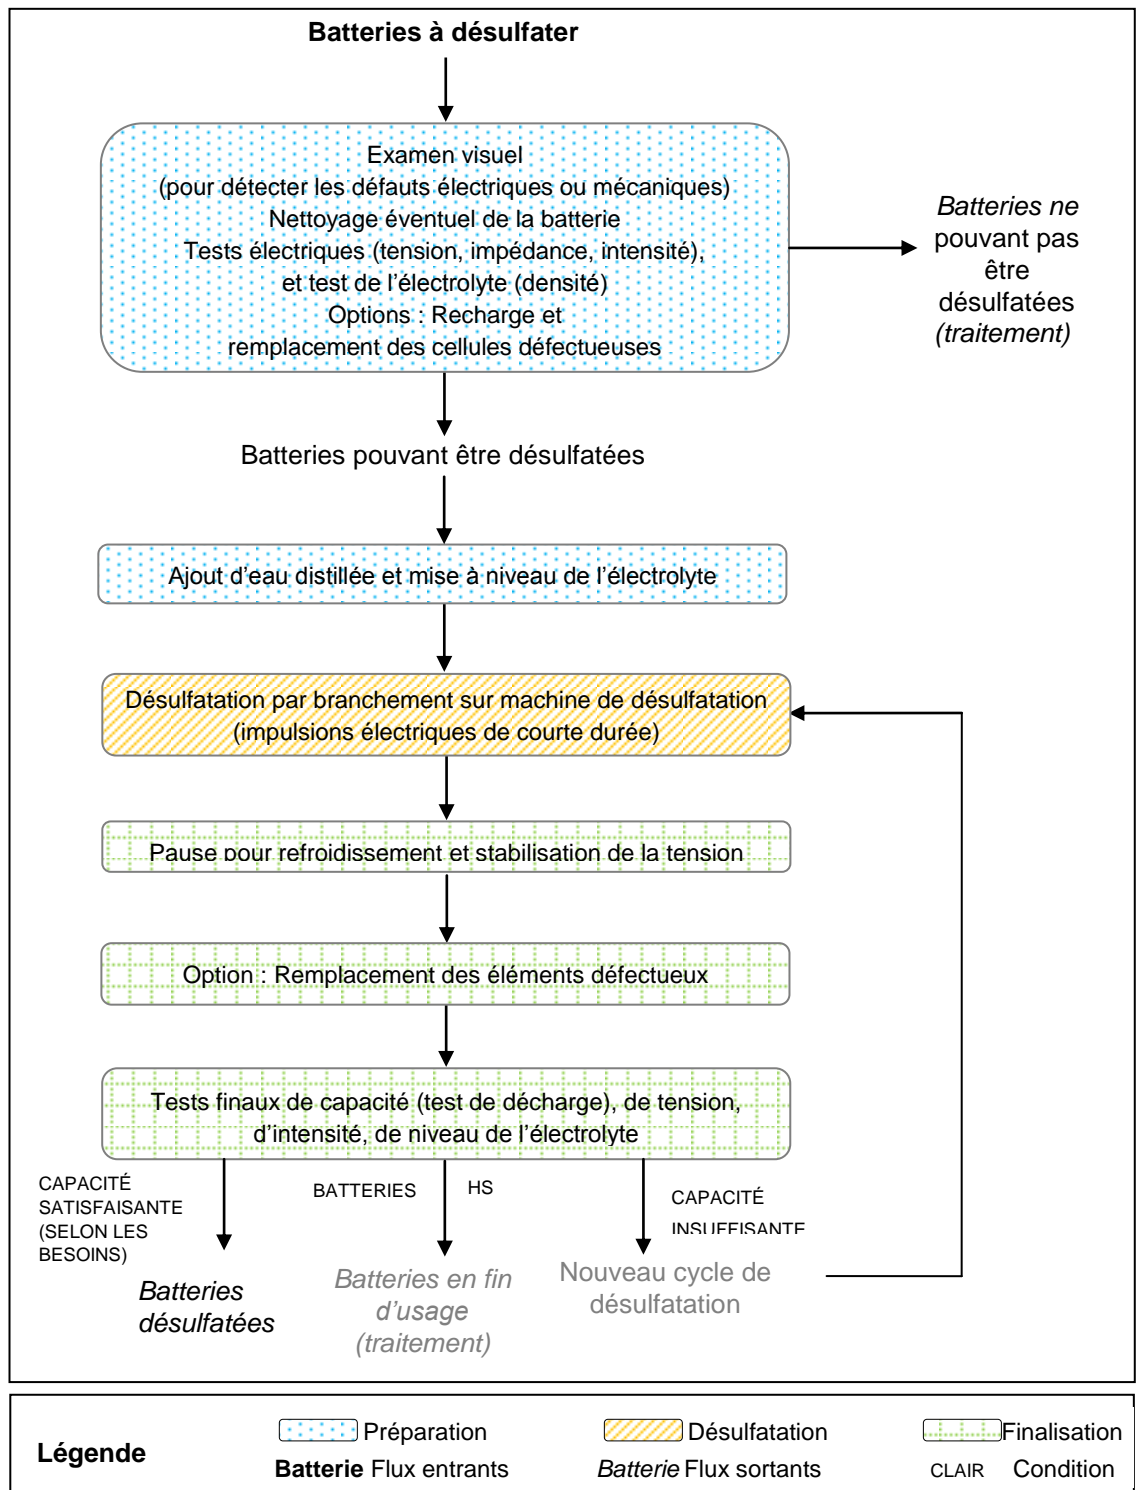 Batteries à désulfater
Examen visuel
(pour détecter les défauts électriques ou mécaniques)
Nettoyage éventuel de la batterie
Tests électriques (tension, impédance, intensité),
et test de l'électrolyte (densité)
Options : Recharge et
remplacement des cellules défectueuses
Batteries ne
pouvant pas
être
désulfatées
(traitement)
Batteries pouvant être désulfatées
Ajout d'eau distillée et mise à niveau de l'électrolyte
Désulfatation par branchement sur machine de désulfatation
(impulsions électriques de courte durée)
Pause pour refroidissement et stabilisation de la tension
Option : Remplacement des éléments défectueux
Tests finaux de capacité (test de décharge), de tension,
d'intensité, de niveau de l'électrolyte
CAPACITÉ
SATISFAISANTE
(SELON LES
BESOINS)
BATTERIES HS
CAPACITÉ
INSUFFISANTE
Batteries
désulfatées
Batteries en fin
d'usage
(traitement)
Nouveau cycle de
désulfatation
Légende
Préparation
Désulfatation
Finalisation
Batterie Flux entrants
Batterie Flux sortants
CLAIR Condition